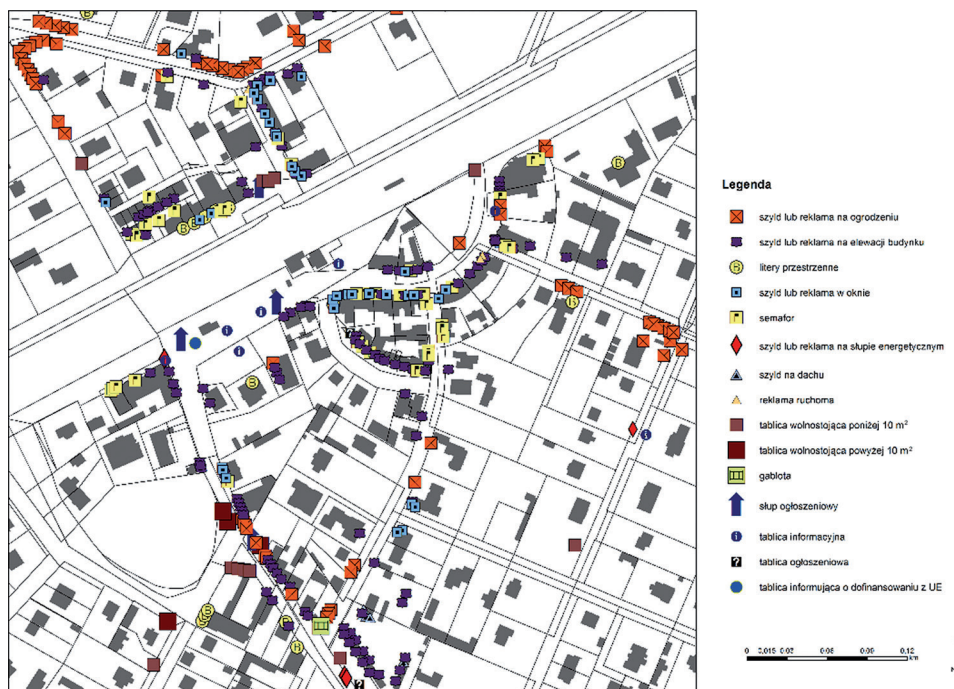 Legenda
szyld lub reklama na ogrodzeniu
szyld lub reklama na elewacji budynku
B litery przestrzenne
szyld lub reklama w oknie
semafor
szyld lub reklama na słupie energetycznym
szyld na dachu
reklama ruchoma
tablica wolnostojąca poniżej 10 m²
tablica wolnostojąca powyżej 10 m²
gablota
słup ogłoszeniowy
i tablica informacyjna
? tablica ogłoszeniowa
tablica informująca o dofinansowaniu z UE
0 0,015 0,03 0,06 0,09 0,12
km